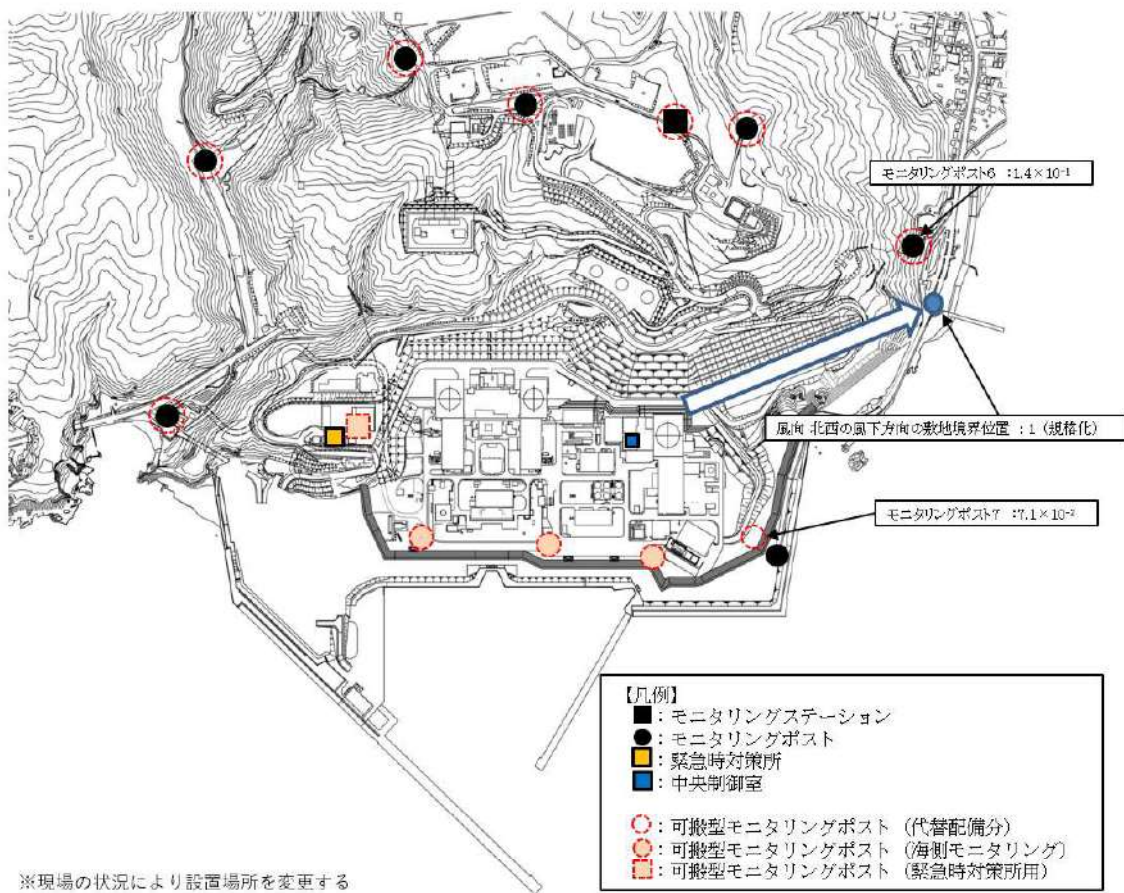 モニタリングポスト6 ：1.4×10⁻¹
風向 北西の風下方向の敷地境界位置 ：1（規格化）
モニタリングポスト7 ：7.1×10⁻²
【凡例】
■：モニタリングステーション
●：モニタリングポスト
：緊急時対策所
：中央制御室
：可搬型モニタリングポスト（代替配備分）
：可搬型モニタリングポスト（海側モニタリング）
：可搬型モニタリングポスト（緊急時対策所用）
※現場の状況により設置場所を変更する